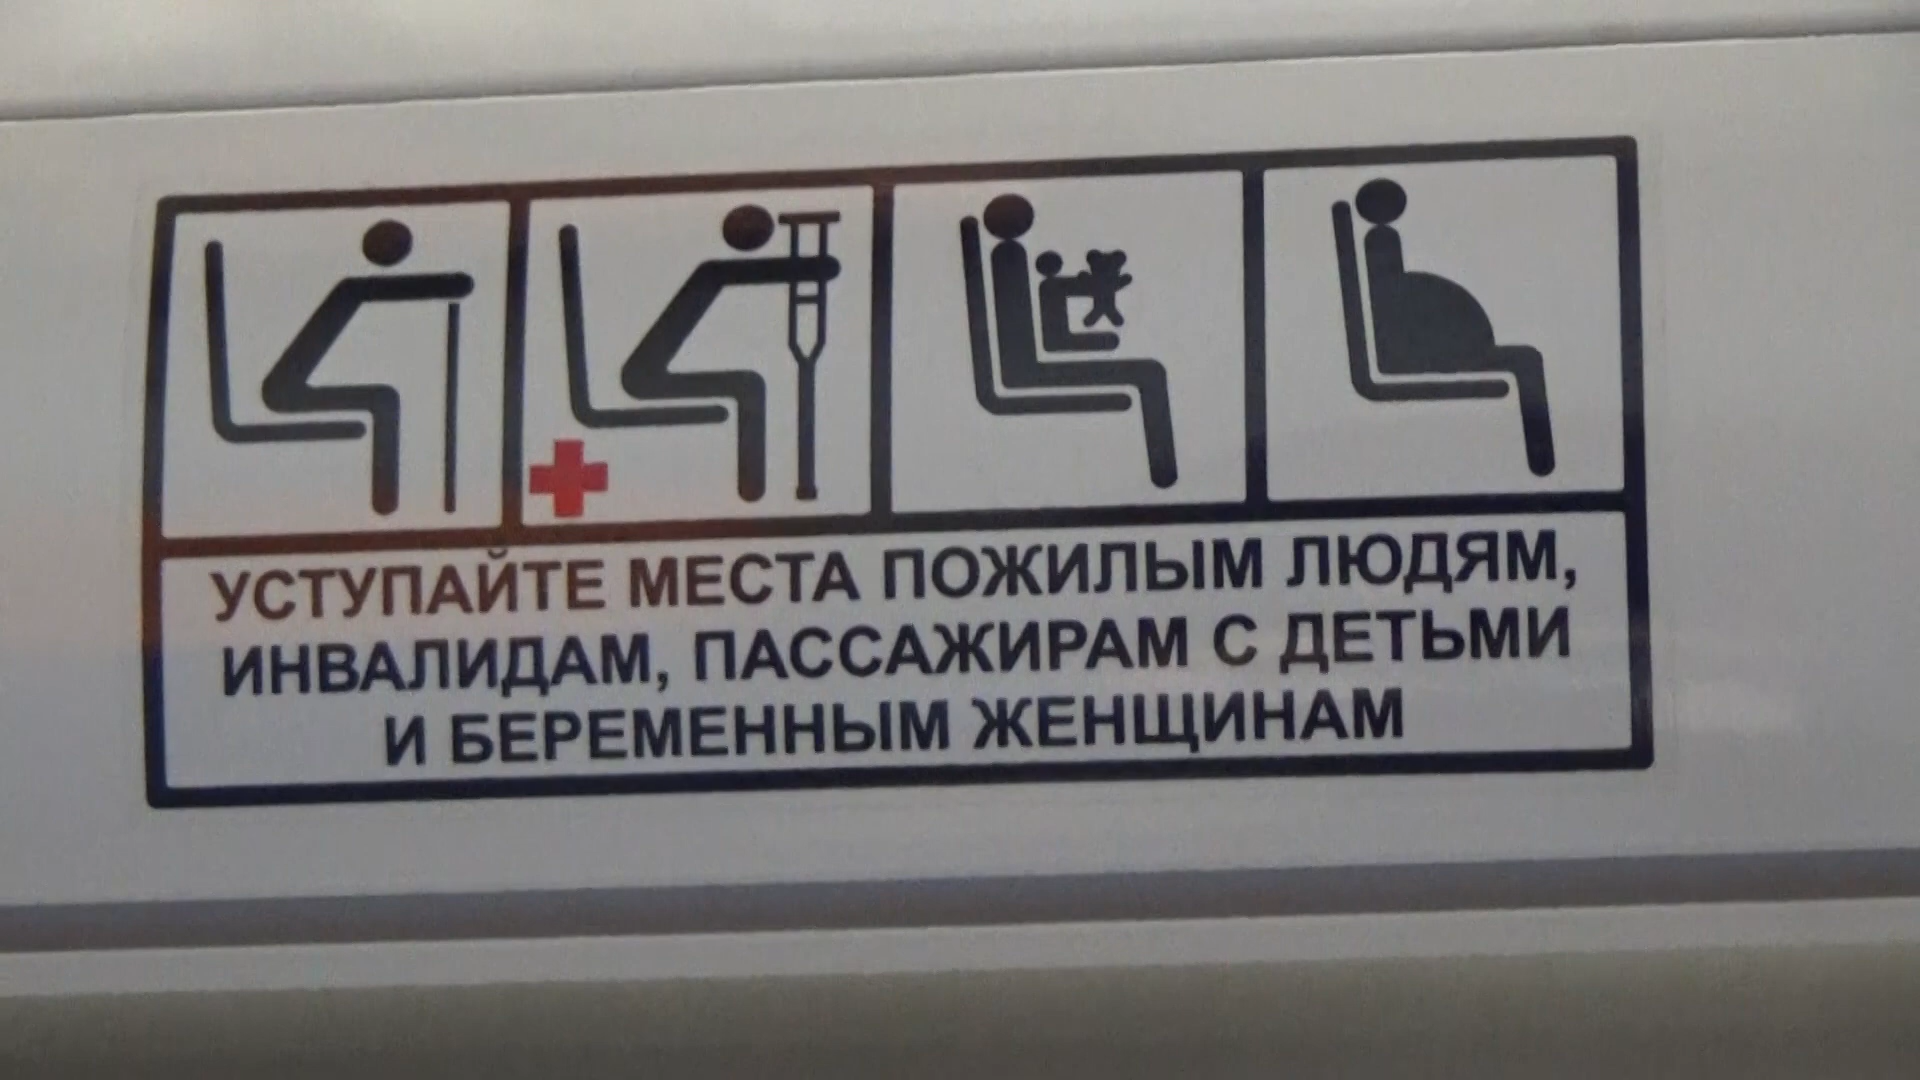 УСТУПАЙТЕ МЕСТА ПОЖИЛЫМ ЛЮДЯМ,
ИНВАЛИДАМ, ПАССАЖИРАМ С ДЕТЬМИ
И БЕРЕМЕННЫМ ЖЕНЩИНАМ